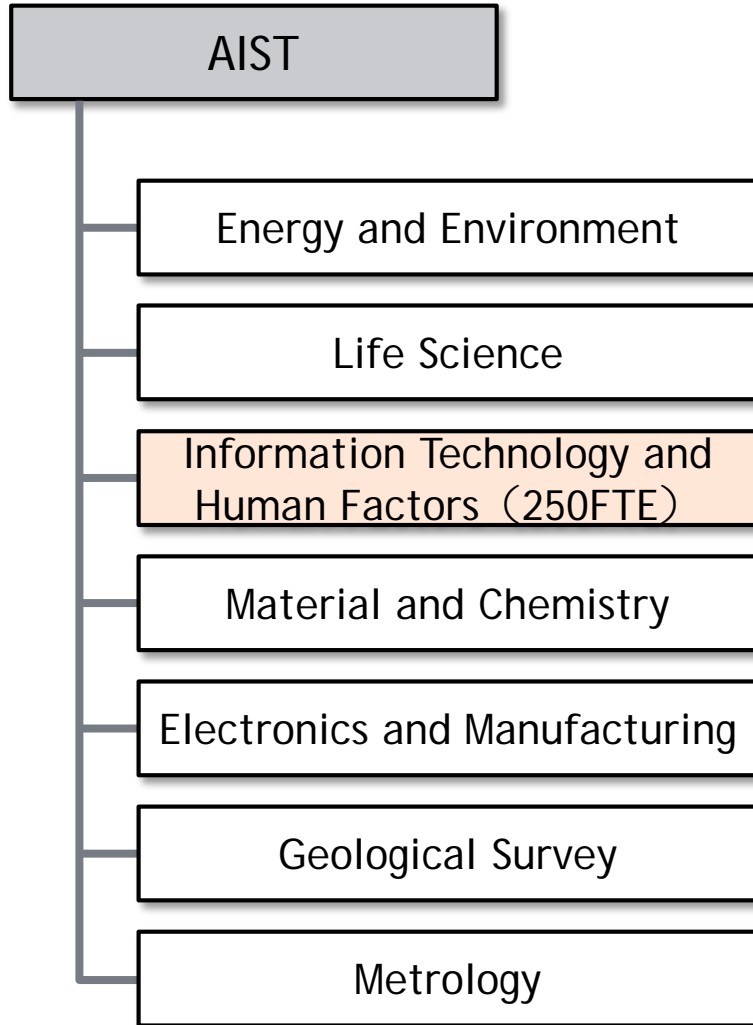 AIST
Energy and Environment
Life Science
Information Technology and
Human Factors（250FTE）
Material and Chemistry
Electronics and Manufacturing
Geological Survey
Metrology